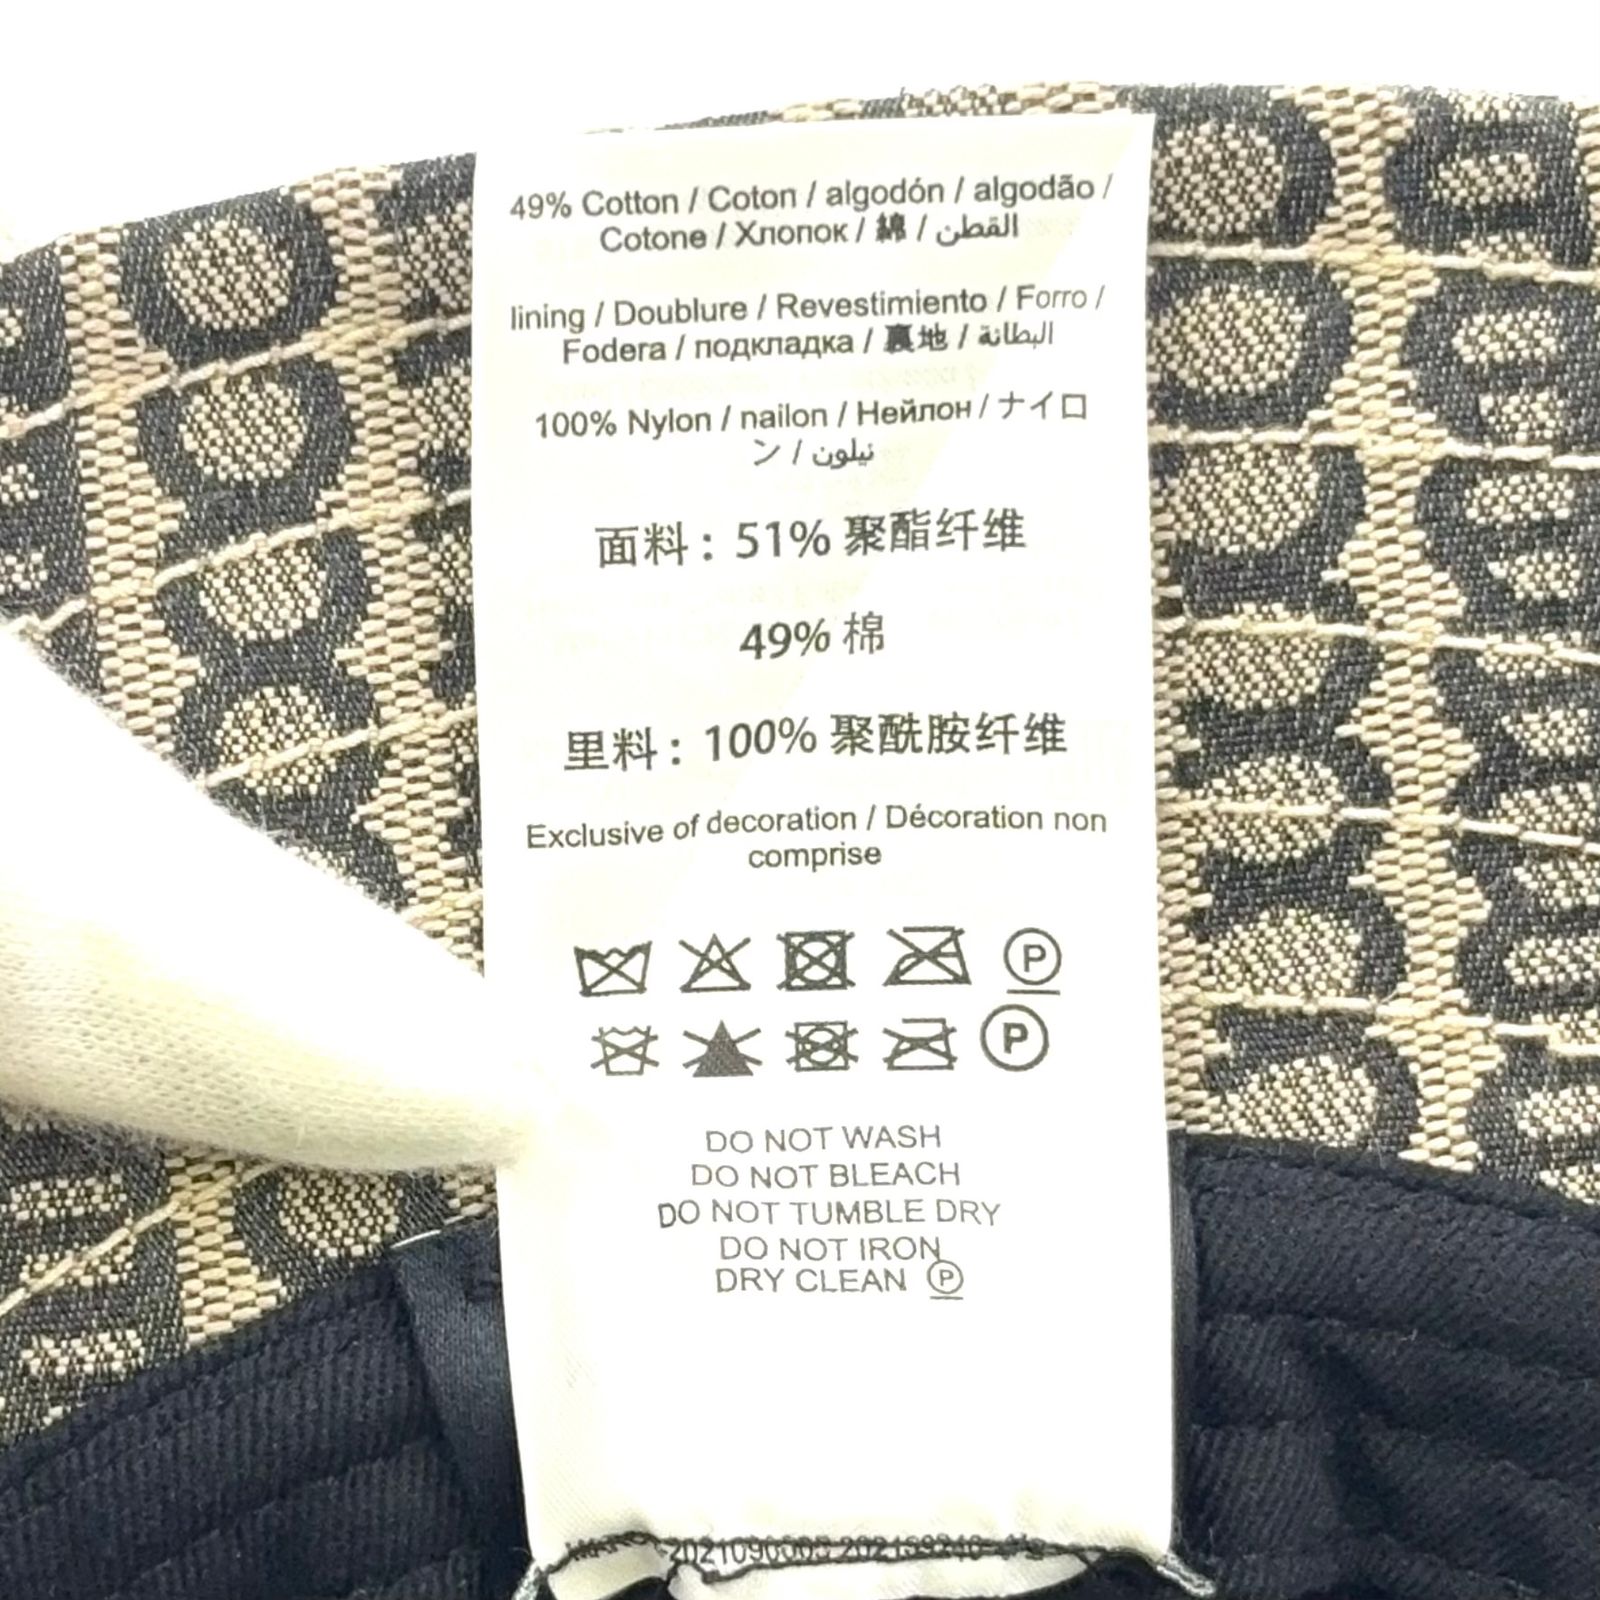 49% Cotton / Coton / algodón / algodão /
Cotone / Хлопок / 綿 / القطن
lining / Doublure / Revestimiento / Forro /
Fodera / подкладка / 裏地 / البطانة
100% Nylon / nailon / Нейлон / ナイロ
ン / نيلون
面料：51% 聚酯纤维
49% 棉
里料：100% 聚酰胺纤维
Exclusive of decoration / Décoration non
comprise
P
P
DO NOT WASH
DO NOT BLEACH
DO NOT TUMBLE DRY
DO NOT IRON
DRY CLEAN P